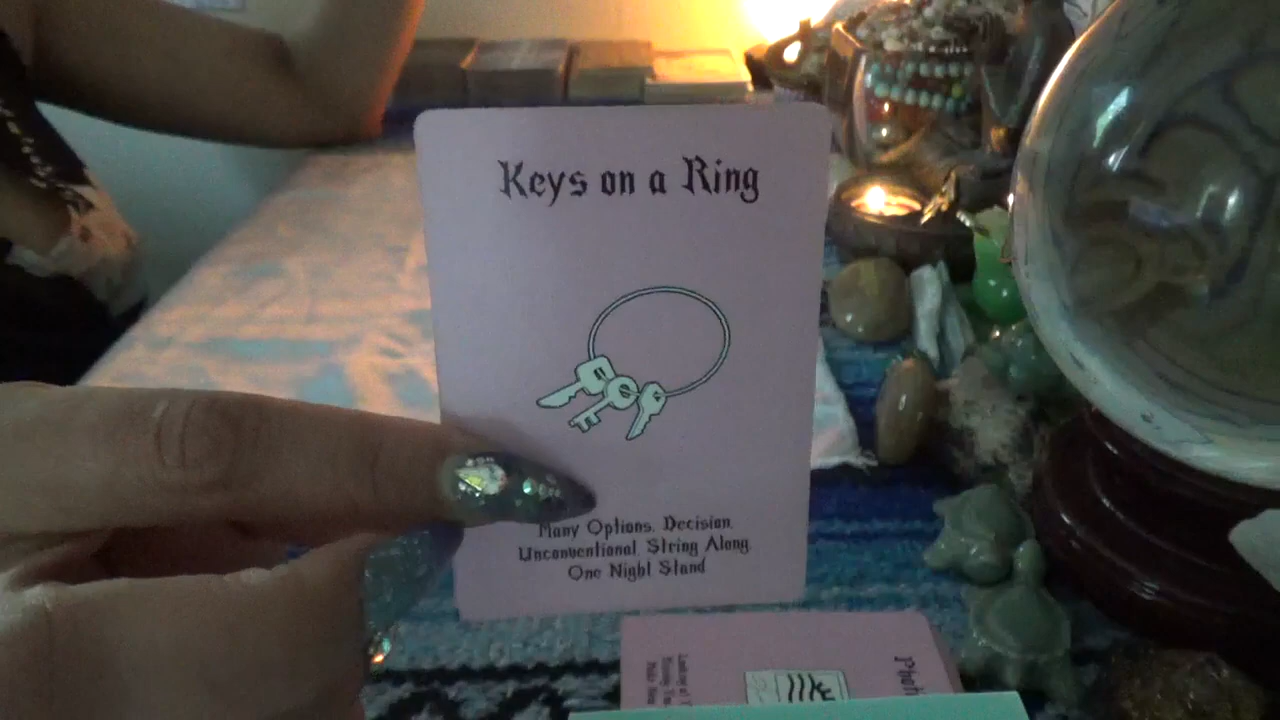 Keys on a Ring
Many Options, Decision,
Unconventional, String Along,
One Night Stand